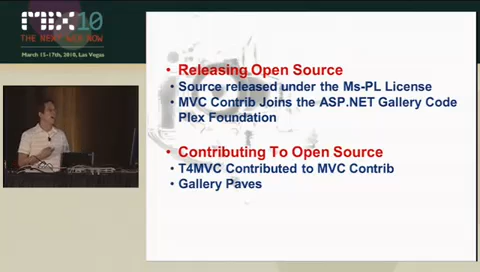 MIX10
THE NEXT WEB NOW
March 15-17th, 2010, Las Vegas
• Releasing Open Source
• Source released under the Ms-PL License
• MVC Contrib Joins the ASP.NET Gallery Code
Plex Foundation
• Contributing To Open Source
• T4MVC Contributed to MVC Contrib
• Gallery Paves